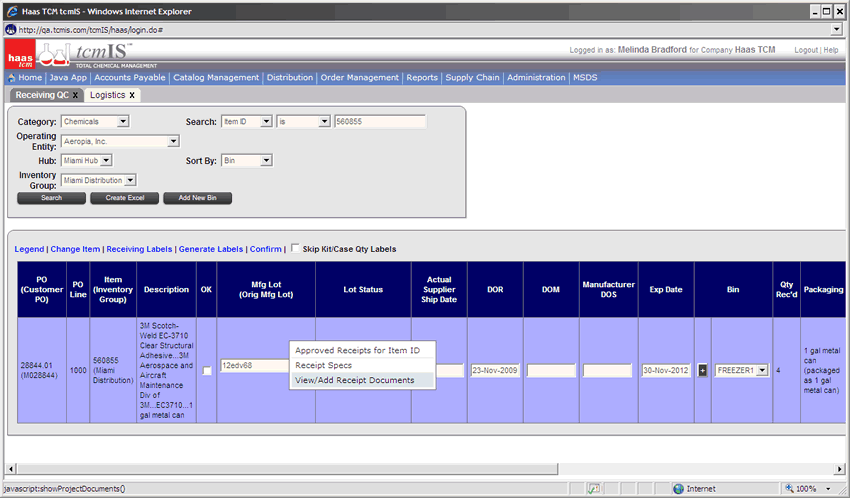 Haas TCM tcmIS - Windows Internet Explorer
http://qa.tcmis.com/tcmIS/haas/login.do#
haas tcm
tcmIS™
TOTAL CHEMICAL MANAGEMENT
Logged in as: Melinda Bradford for Company Haas TCM Logout | Help
Home | Java App | Accounts Payable | Catalog Management | Distribution | Order Management | Reports | Supply Chain | Administration | MSDS
Receiving QC x Logistics x
Category: Chemicals Search: Item ID is 560855
Operating Entity: Aeropia, Inc.
Hub: Miami Hub Sort By: Bin
Inventory Group: Miami Distribution
Search Create Excel Add New Bin
Legend | Change Item | Receiving Labels | Generate Labels | Confirm | Skip Kit/Case Qty Labels
PO (Customer PO)
PO Line
Item (Inventory Group)
Description
OK
Mfg Lot (Orig Mfg Lot)
Lot Status
Actual Supplier Ship Date
DOR
DOM
Manufacturer DOS
Exp Date
Bin
Qty Rec'd
Packaging
28844.01 (M028844)
1000
560855 (Miami Distribution)
3M Scotch-
Weld EC-3710
Clear Structural
Adhesive...3M
Aerospace and
Aircraft
Maintenance
Div of
3M...EC3710...1
gal metal can
12edv68
Approved Receipts for Item ID
Receipt Specs
View/Add Receipt Documents
23-Nov-2009
30-Nov-2012
+
FREEZER1
4
1 gal metal
can
(packaged
as 1 gal
metal can)
javascript:showProjectDocuments()
Internet
100%